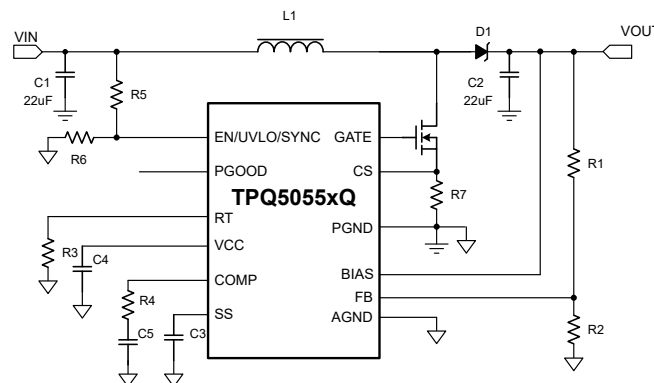 L1
VIN
D1
VOUT
C1
22uF
C2
22uF
R5
R6
EN/UVLO/SYNC
GATE
R1
PGOOD
CS
TPQ5055xQ
R7
RT
PGND
R3
VCC
C4
COMP
BIAS
R4
FB
SS
C3
AGND
R2
C5